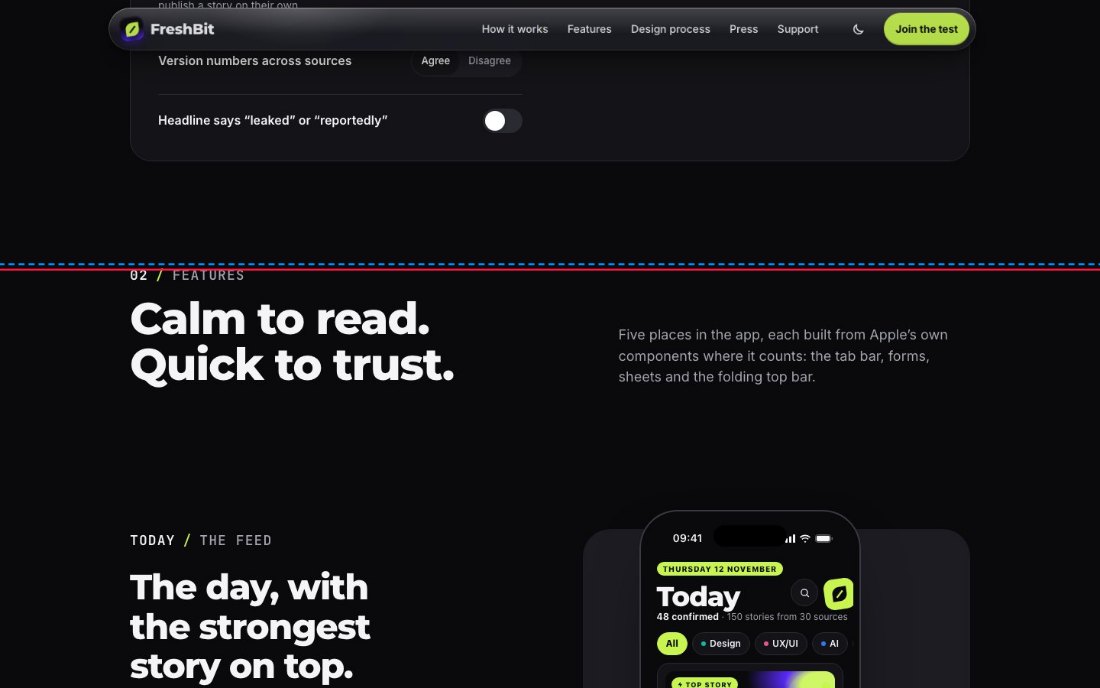 publish a story on their own
FreshBit
How it works
Features
Design process
Press
Support
Join the test
Version numbers across sources
Agree
Disagree
Headline says “leaked” or “reportedly”
02 / FEATURES
Calm to read.
Quick to trust.
Five places in the app, each built from Apple’s own
components where it counts: the tab bar, forms,
sheets and the folding top bar.
TODAY / THE FEED
The day, with
the strongest
story on top.
09:41
THURSDAY 12 NOVEMBER
Today
48 confirmed · 150 stories from 30 sources
All
Design
UX/UI
AI
TOP STORY